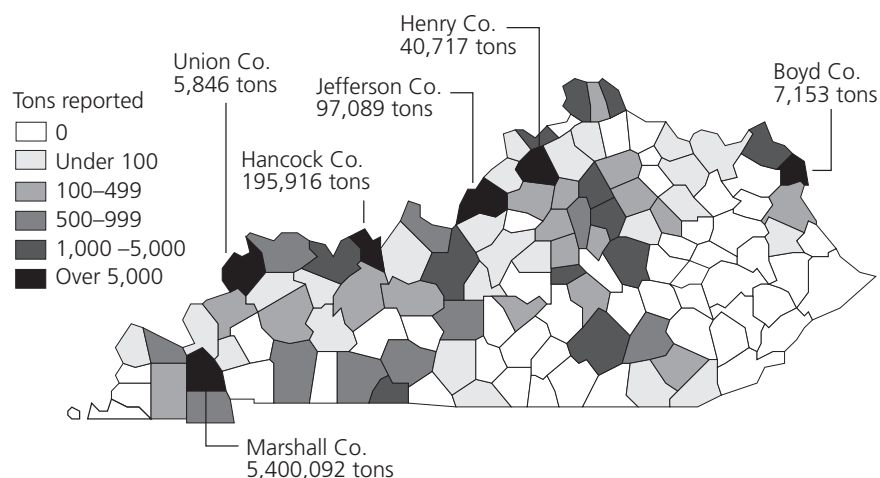 Henry Co.
40,717 tons
Union Co.
5,846 tons
Jefferson Co.
97,089 tons
Boyd Co.
7,153 tons
Tons reported
0
Under 100
100–499
500–999
1,000 –5,000
Over 5,000
Hancock Co.
195,916 tons
Marshall Co.
5,400,092 tons